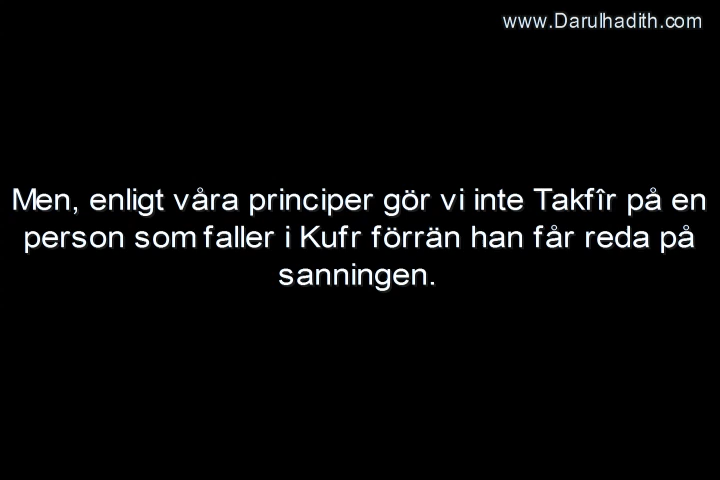 www.Darulhadith.com
Men, enligt våra principer gör vi inte Takfîr på en
person som faller i Kufr förrän han får reda på
sanningen.